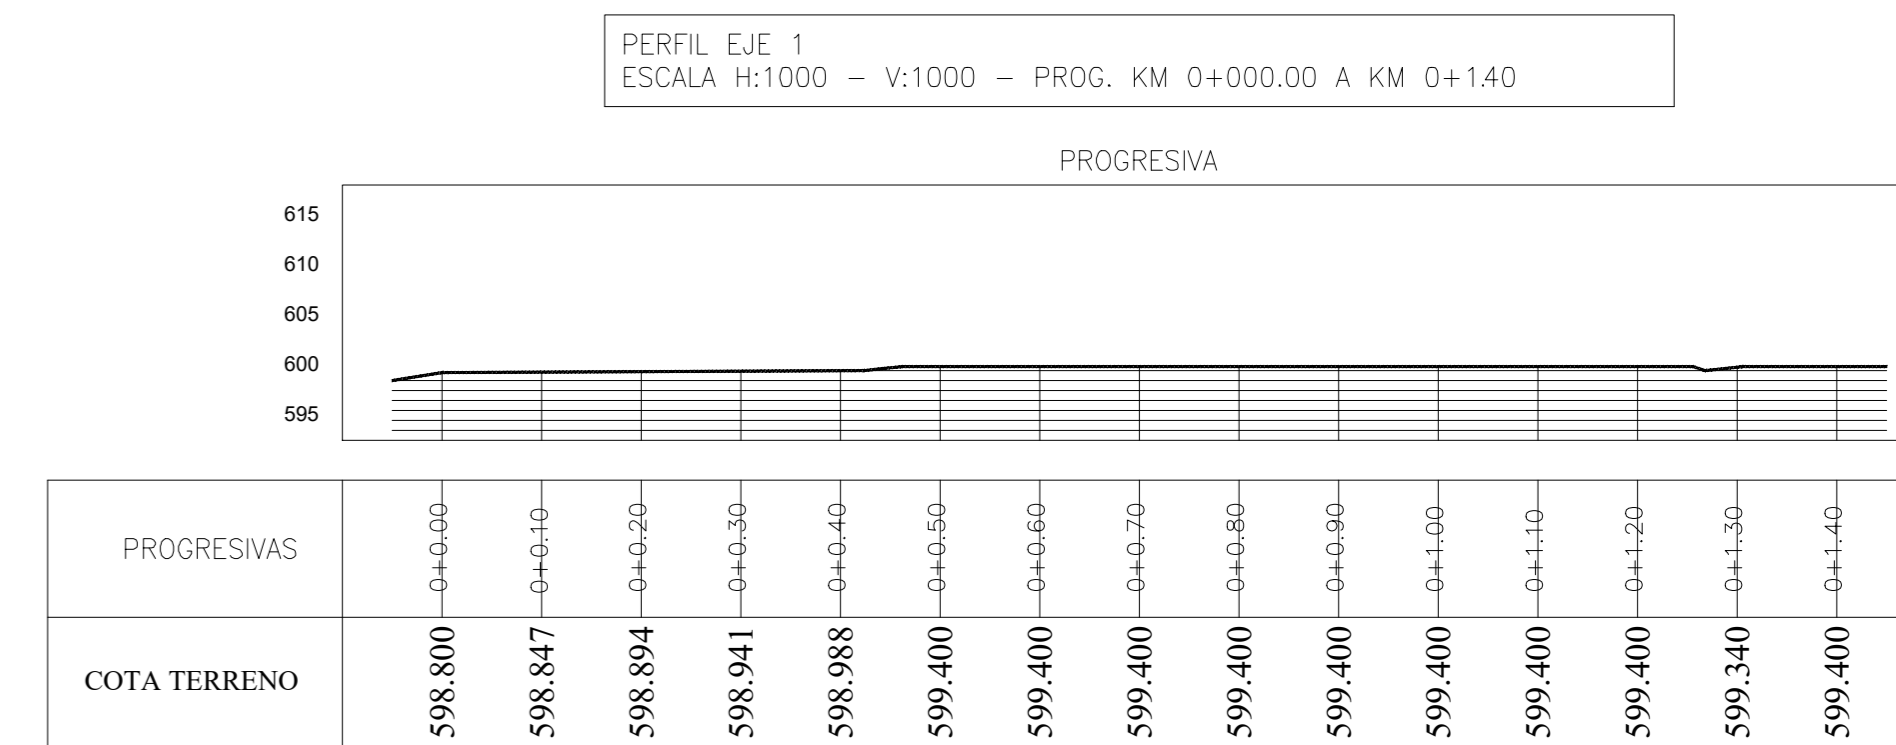 PERFIL EJE 1
ESCALA H:1000 - V:1000 - PROG. KM 0+000.00 A KM 0+1.40
PROGRESIVA
615
610
605
600
595
PROGRESIVAS 0+0.00 0+0.10 0+0.20 0+0.30 0+0.40 0+0.50 0+0.60 0+0.70 0+0.80 0+0.90 0+1.00 0+1.10 0+1.20 0+1.30 0+1.40
COTA TERRENO 598.800 598.847 598.894 598.941 598.988 599.400 599.400 599.400 599.400 599.400 599.400 599.400 599.400 599.340 599.400